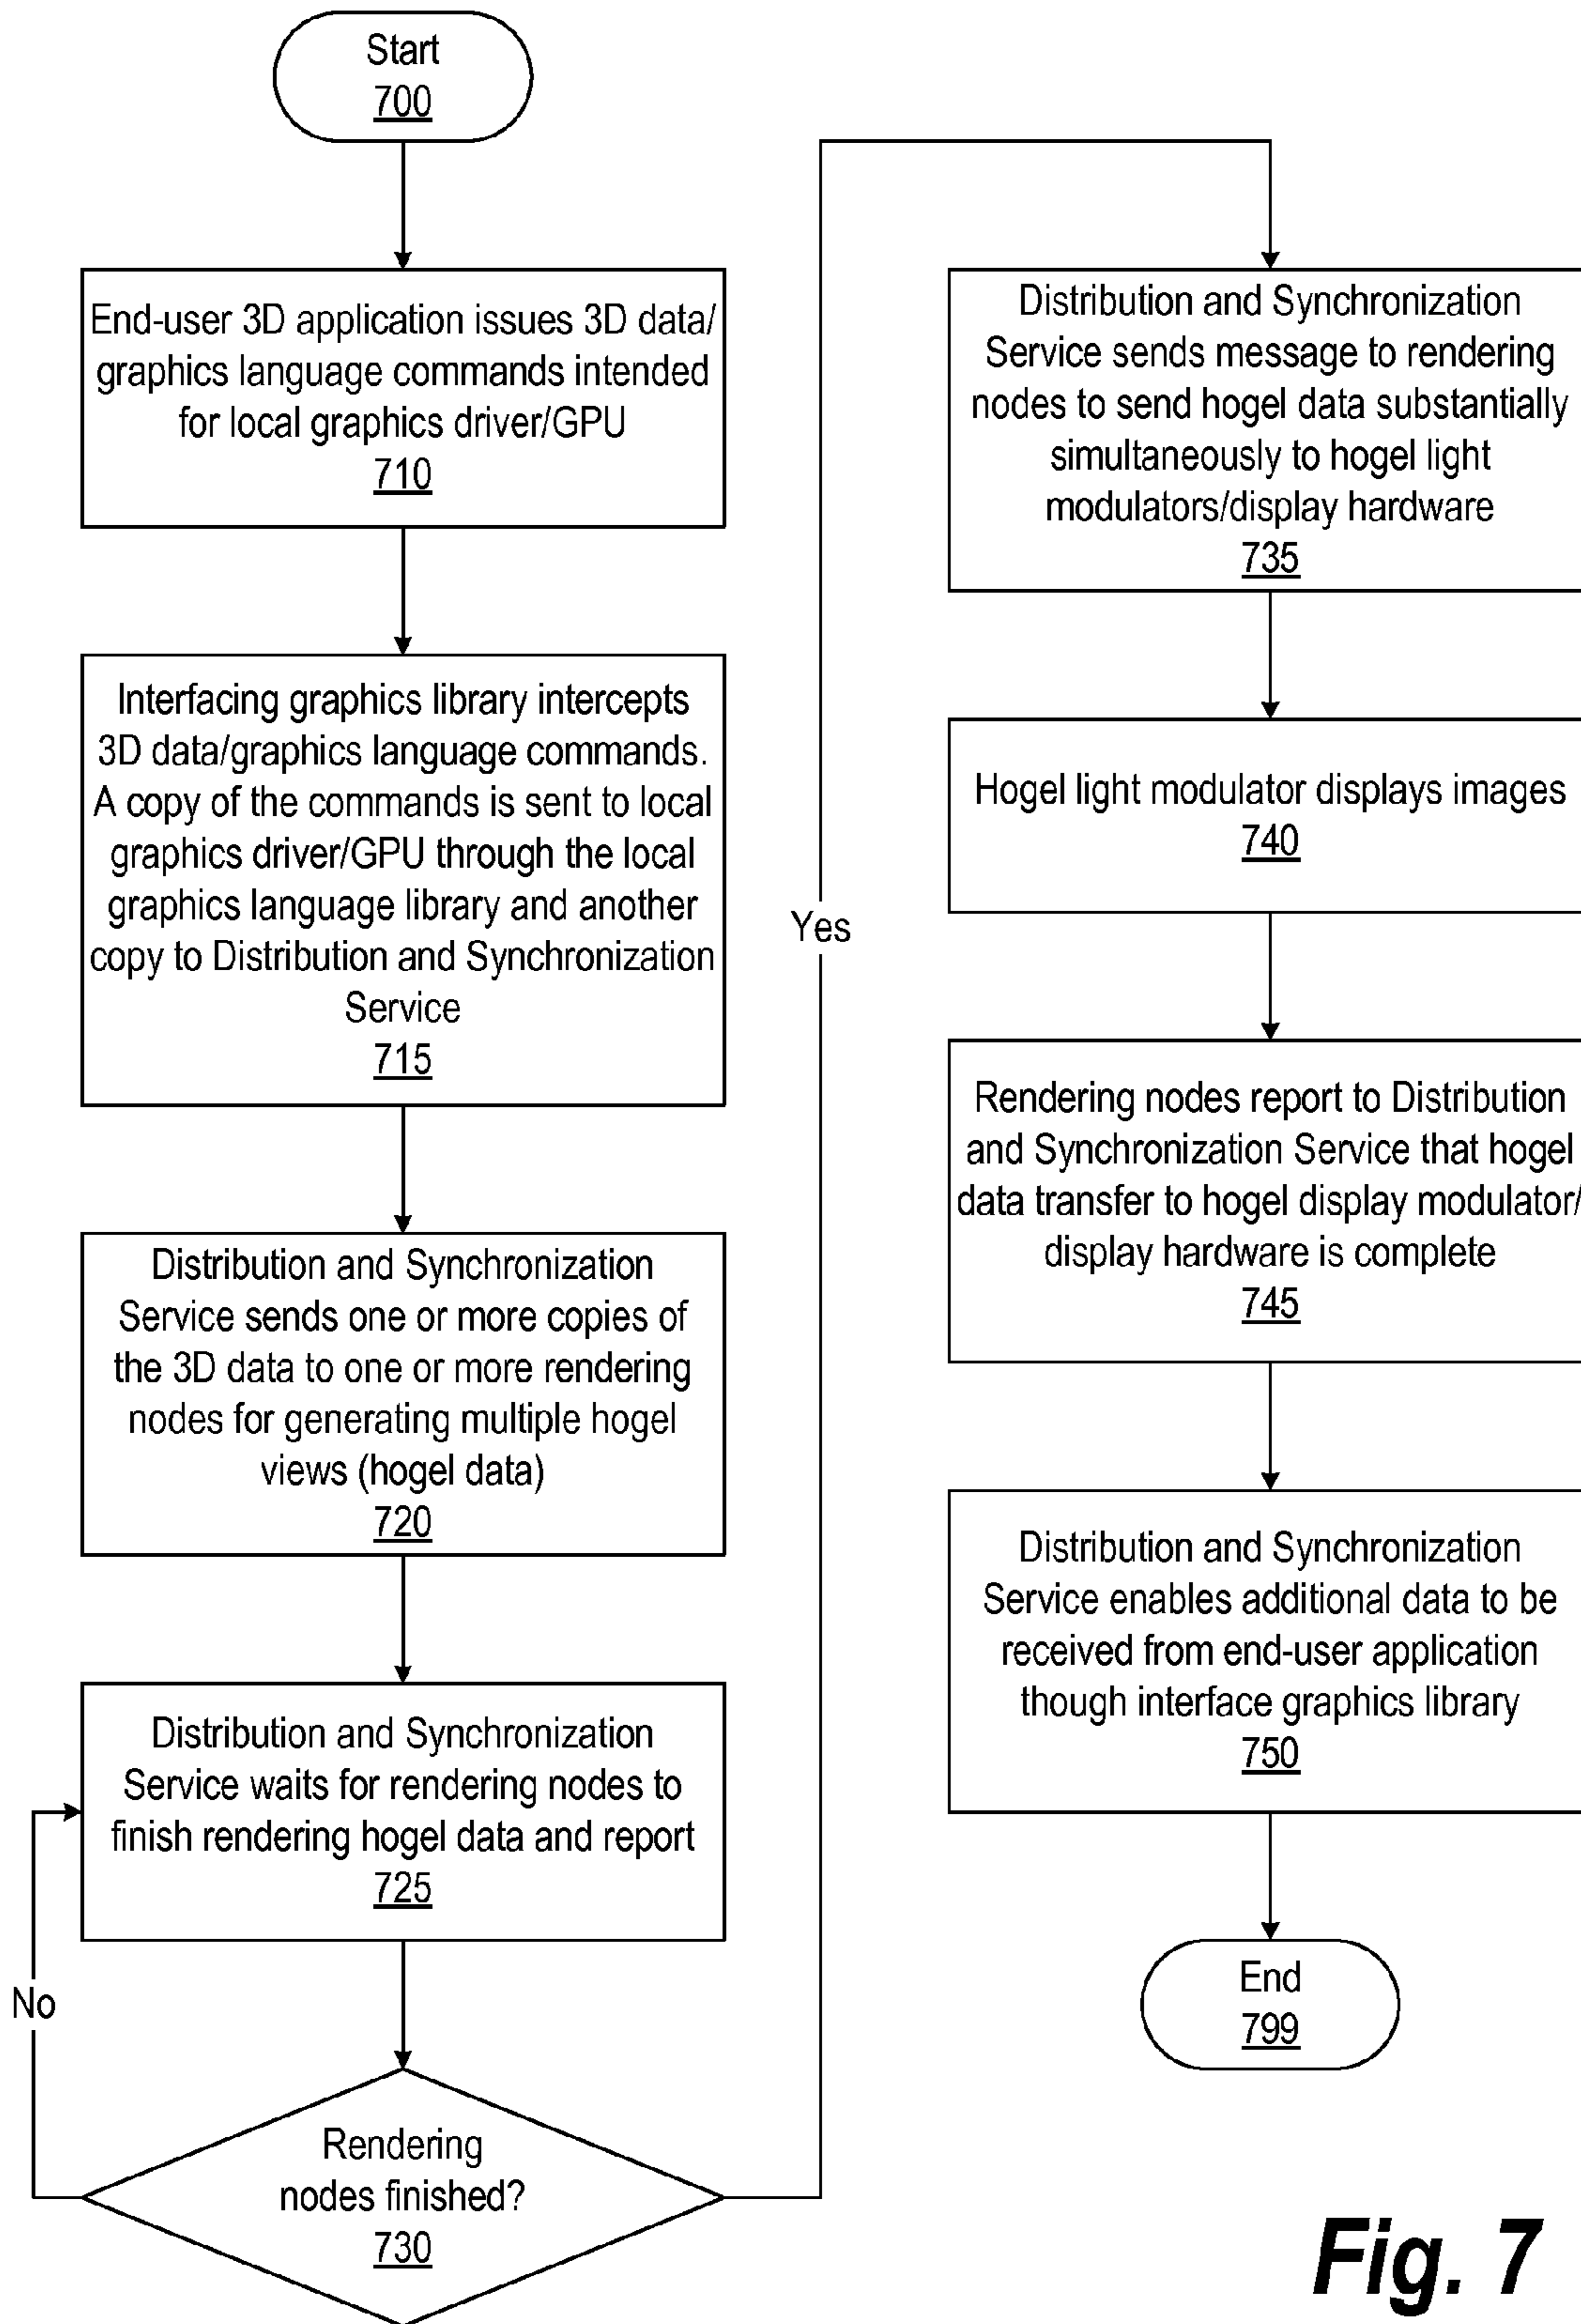 Start
700
End-user 3D application issues 3D data/
graphics language commands intended
for local graphics driver/GPU
710
Interfacing graphics library intercepts
3D data/graphics language commands.
A copy of the commands is sent to local
graphics driver/GPU through the local
graphics language library and another
copy to Distribution and Synchronization
Service
715
Distribution and Synchronization
Service sends one or more copies of
the 3D data to one or more rendering
nodes for generating multiple hogel
views (hogel data)
720
Distribution and Synchronization
Service waits for rendering nodes to
finish rendering hogel data and report
725
No
Rendering
nodes finished?
730
Yes
Distribution and Synchronization
Service sends message to rendering
nodes to send hogel data substantially
simultaneously to hogel light
modulators/display hardware
735
Hogel light modulator displays images
740
Rendering nodes report to Distribution
and Synchronization Service that hogel
data transfer to hogel display modulator/
display hardware is complete
745
Distribution and Synchronization
Service enables additional data to be
received from end-user application
though interface graphics library
750
End
799
Fig. 7